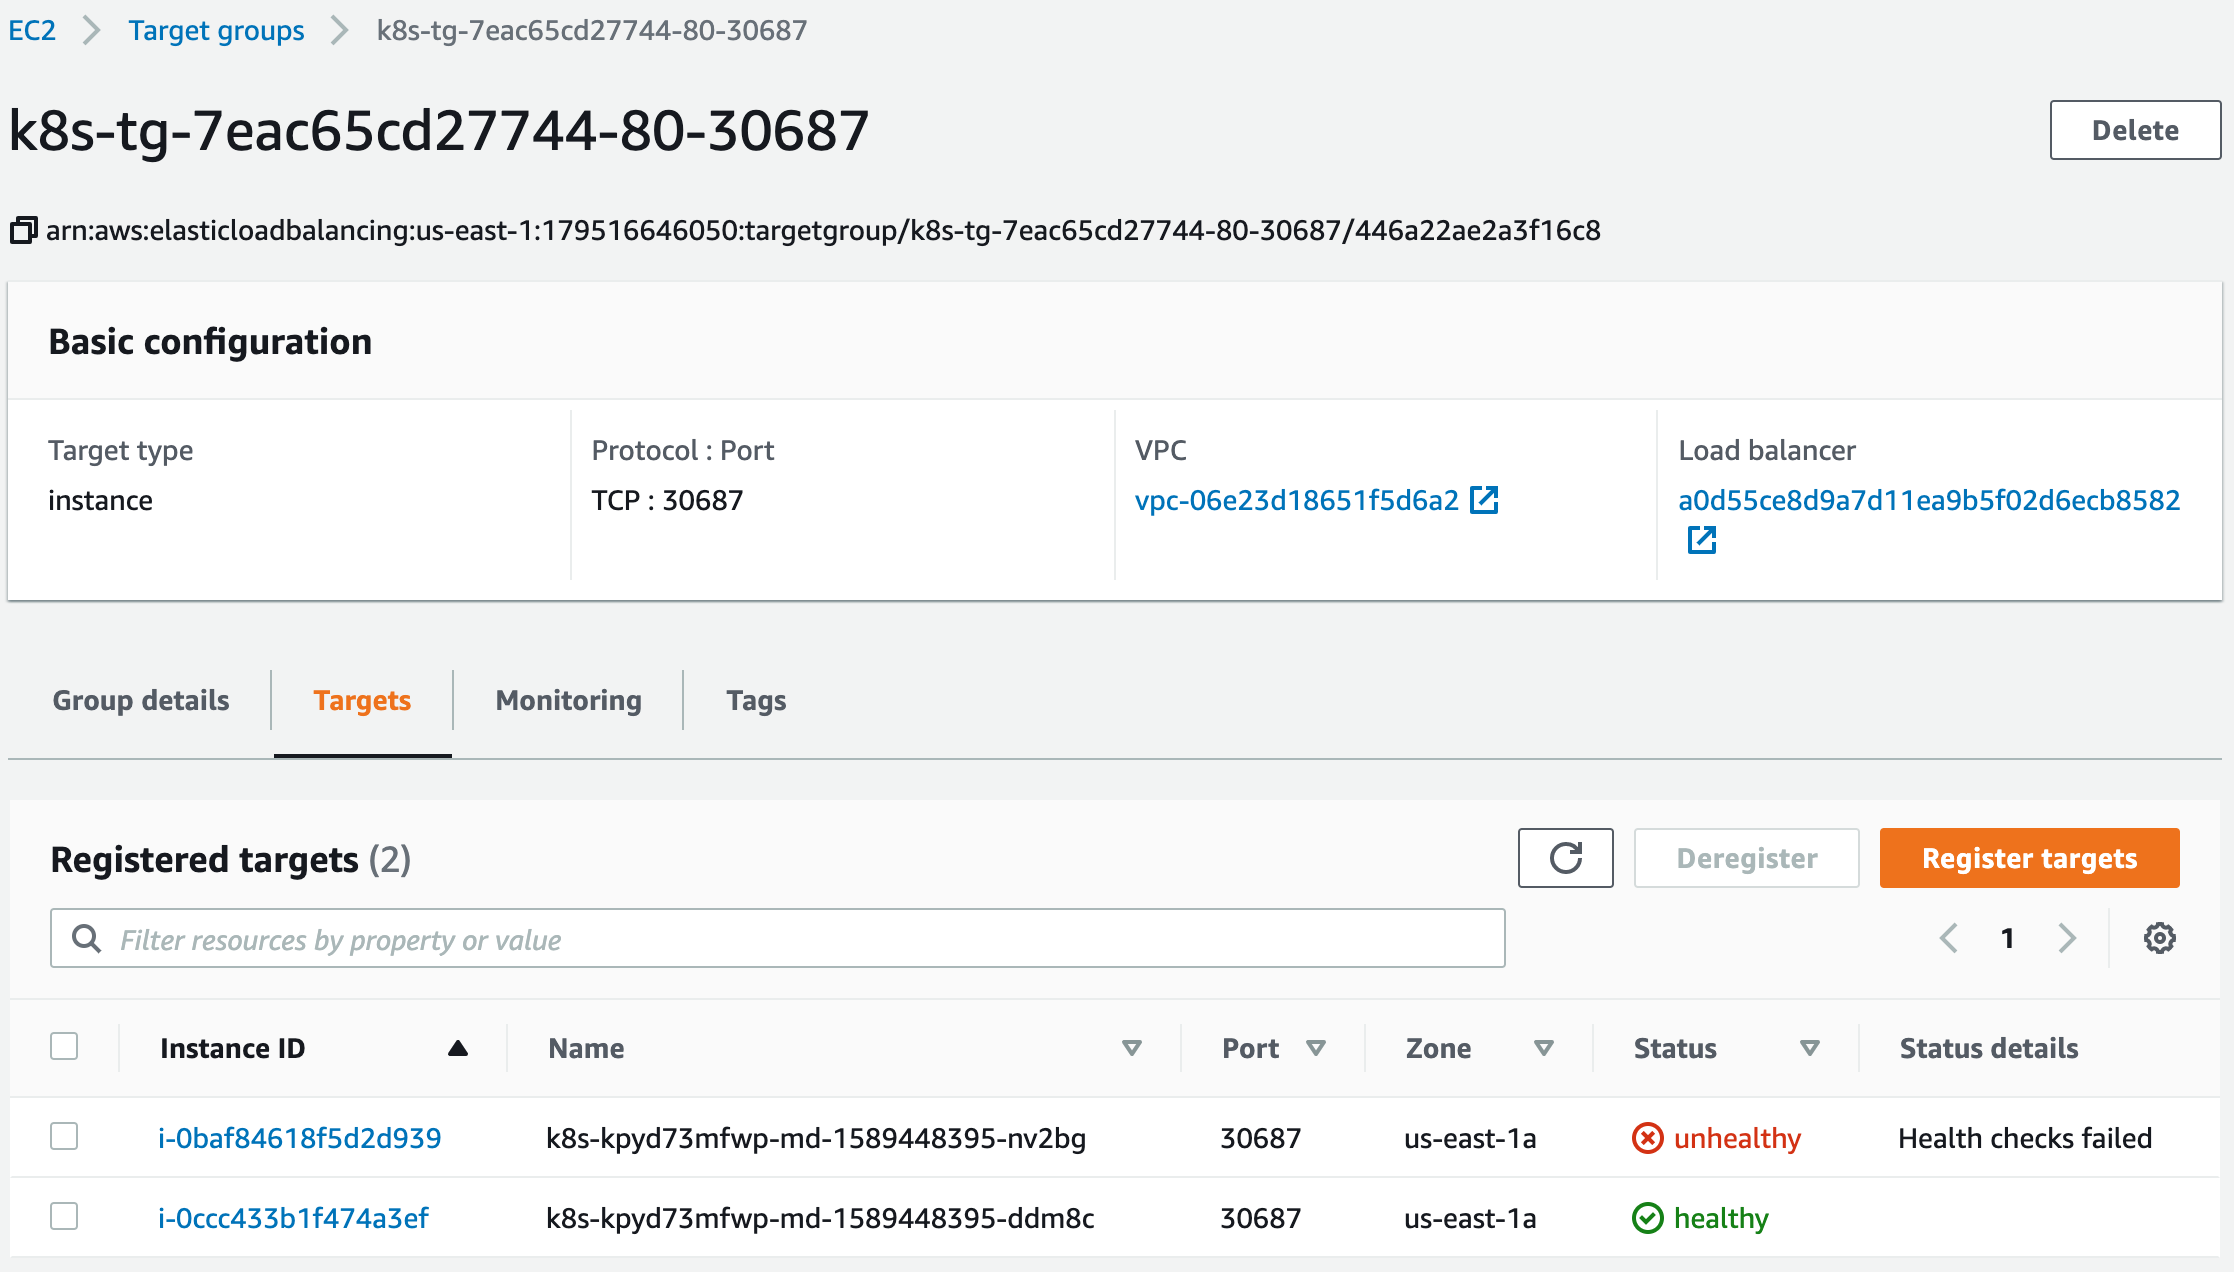 EC2 Target groups k8s-tg-7eac65cd27744-80-30687
k8s-tg-7eac65cd27744-80-30687
Delete
arn:aws:elasticloadbalancing:us-east-1:179516646050:targetgroup/k8s-tg-7eac65cd27744-80-30687/446a22ae2a3f16c8
Basic configuration
Target type
instance
Protocol : Port
TCP : 30687
VPC
vpc-06e23d18651f5d6a2
Load balancer
a0d55ce8d9a7d11ea9b5f02d6ecb8582
Group details Targets Monitoring Tags
Registered targets (2)
Deregister
Register targets
Filter resources by property or value
1
Instance ID Name Port Zone Status Status details
i-0baf84618f5d2d939 k8s-kpyd73mfwp-md-1589448395-nv2bg 30687 us-east-1a unhealthy Health checks failed
i-0ccc433b1f474a3ef k8s-kpyd73mfwp-md-1589448395-ddm8c 30687 us-east-1a healthy